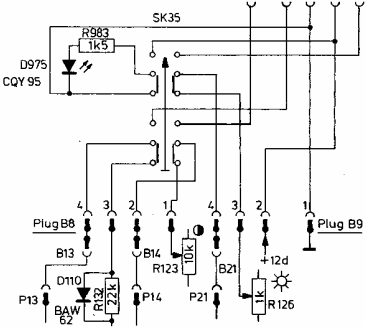 SK35
R983
1k5
D975
CQY 95
4 3 2 1 4 3 2 1
Plug B8
Plug B9
B13 B14 B21 +12d
D110 R123 10k
P13 R132 22k P14 P21 1k R126
BAW
62